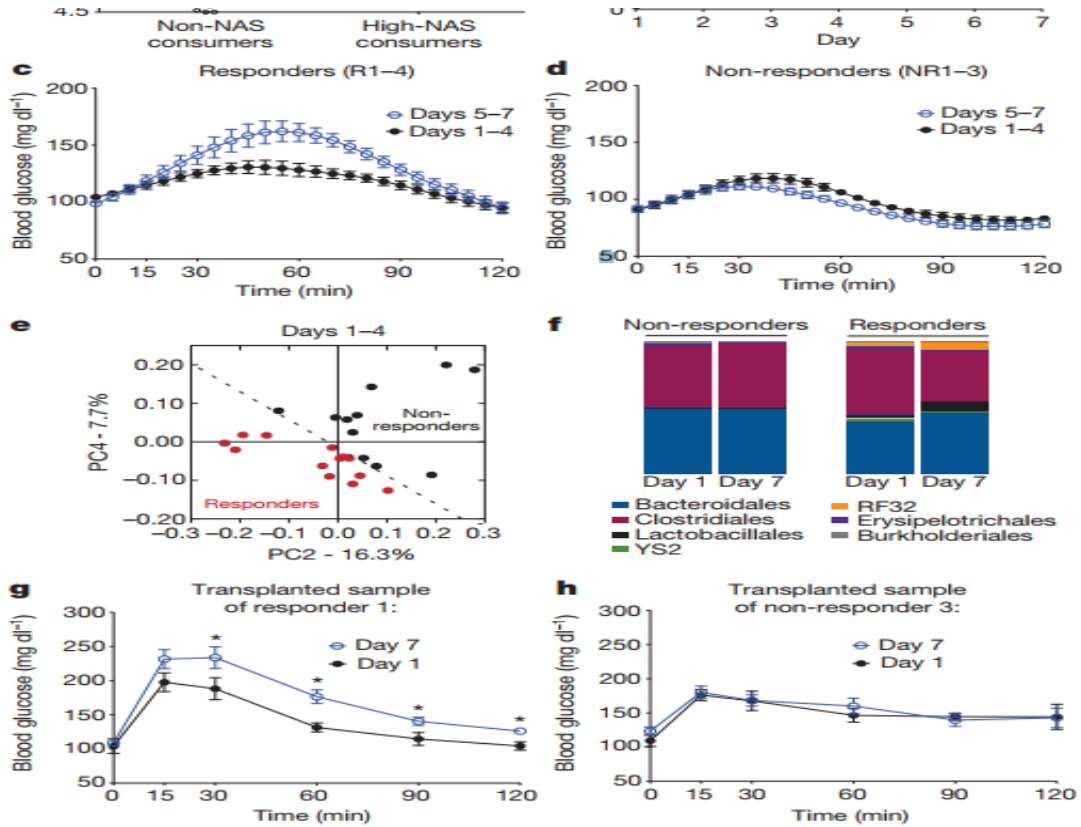 4.5
Non-NAS consumers
High-NAS consumers
0
1 2 3 4 5 6 7
Day
c
Responders (R1–4)
200
150
100
50
Blood glucose (mg dl⁻¹)
Days 5–7
Days 1–4
0 15 30 60 90 120
Time (min)
d
Non-responders (NR1–3)
200
150
100
50
Blood glucose (mg dl⁻¹)
Days 5–7
Days 1–4
0 15 30 60 90 120
Time (min)
e
Days 1–4
0.20
0.10
0.00
−0.10
−0.20
PC4 - 7.7%
Non-
responders
Responders
−0.3 −0.2 −0.1 0.0 0.1 0.2 0.3
PC2 - 16.3%
f
Non-responders Responders
Day 1 Day 7 Day 1 Day 7
Bacteroidales
Clostridiales
Lactobacillales
YS2
RF32
Erysipelotrichales
Burkholderiales
g
Transplanted sample
of responder 1:
300
250
200
150
100
50
Blood glucose (mg dl⁻¹)
Day 7
Day 1
* * * *
0 15 30 60 90 120
Time (min)
h
Transplanted sample
of non-responder 3:
300
250
200
150
100
50
Blood glucose (mg dl⁻¹)
Day 7
Day 1
0 15 30 60 90 120
Time (min)